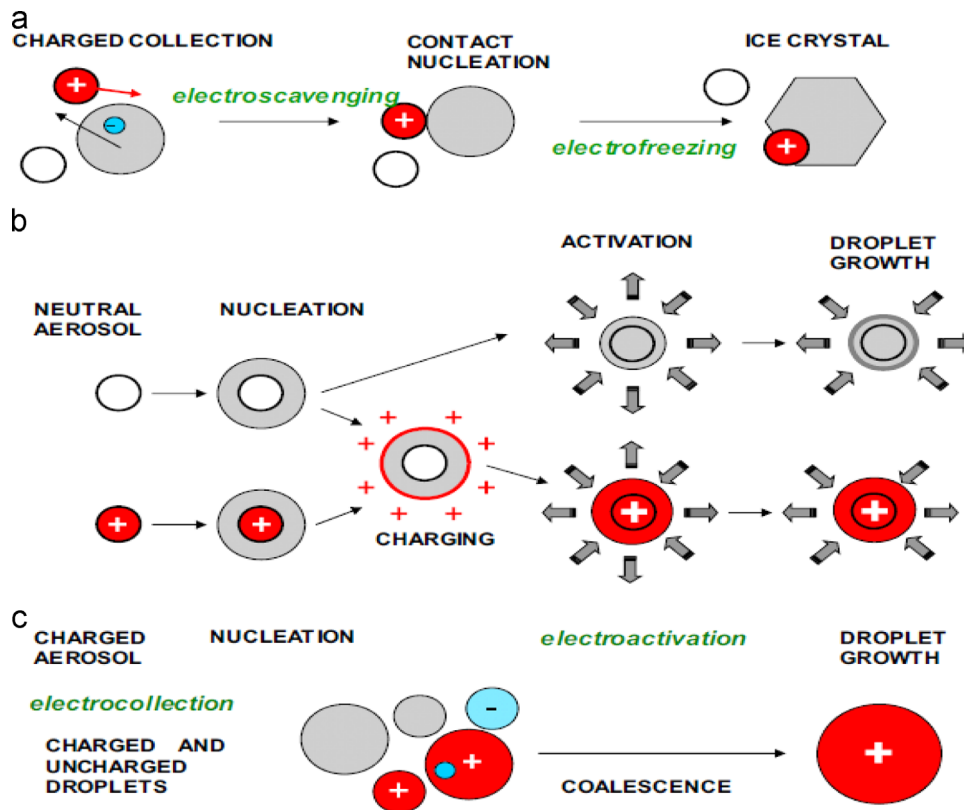 a
CHARGED COLLECTION
CONTACT
NUCLEATION
ICE CRYSTAL
+
-
electroscavenging
+
electrofreezing
+
b
ACTIVATION
DROPLET
GROWTH
NEUTRAL
AEROSOL
NUCLEATION
+ +
+ +
+ +
+ +
+
+
+
+
CHARGING
c
CHARGED
AEROSOL
NUCLEATION
electroactivation
DROPLET
GROWTH
electrocollection
-
+
+
+
CHARGED AND
UNCHARGED
DROPLETS
COALESCENCE